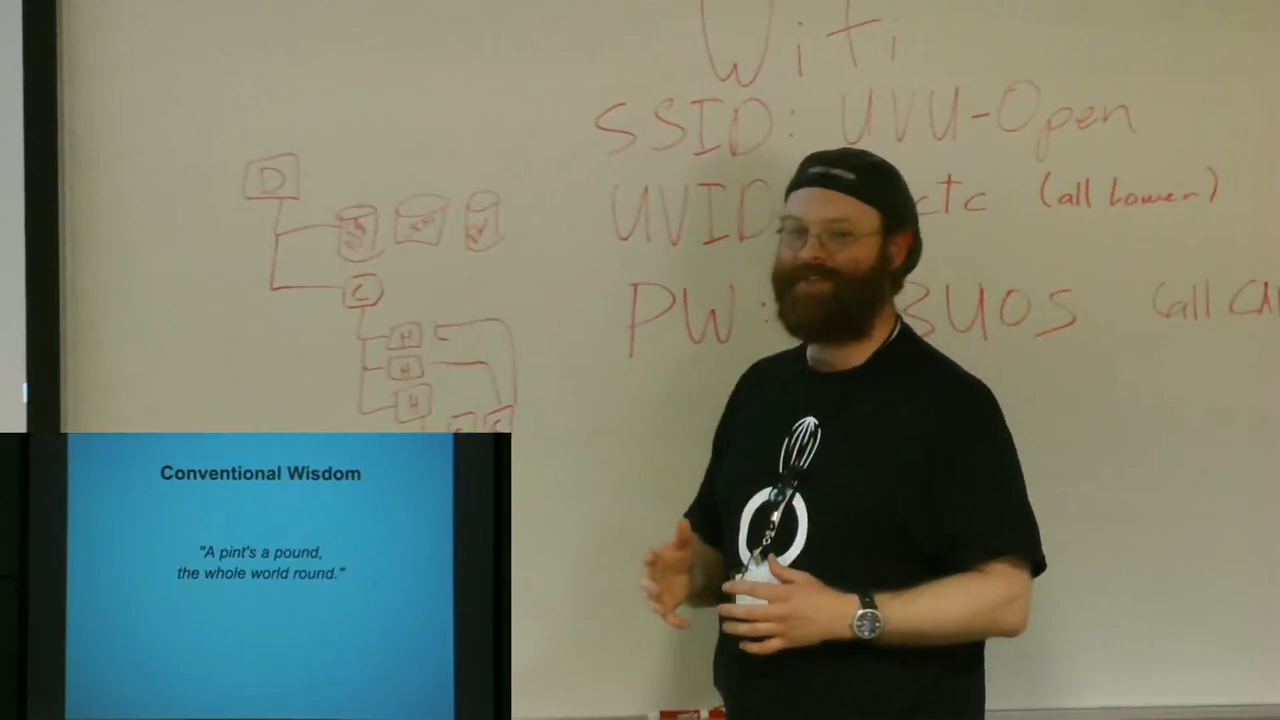 Wifi
SSID: UVU-Open
UVID ctc (all lower)
PW: 3UOS (all CA
D
C
H
H
H
Conventional Wisdom
"A pint's a pound,
the whole world round."